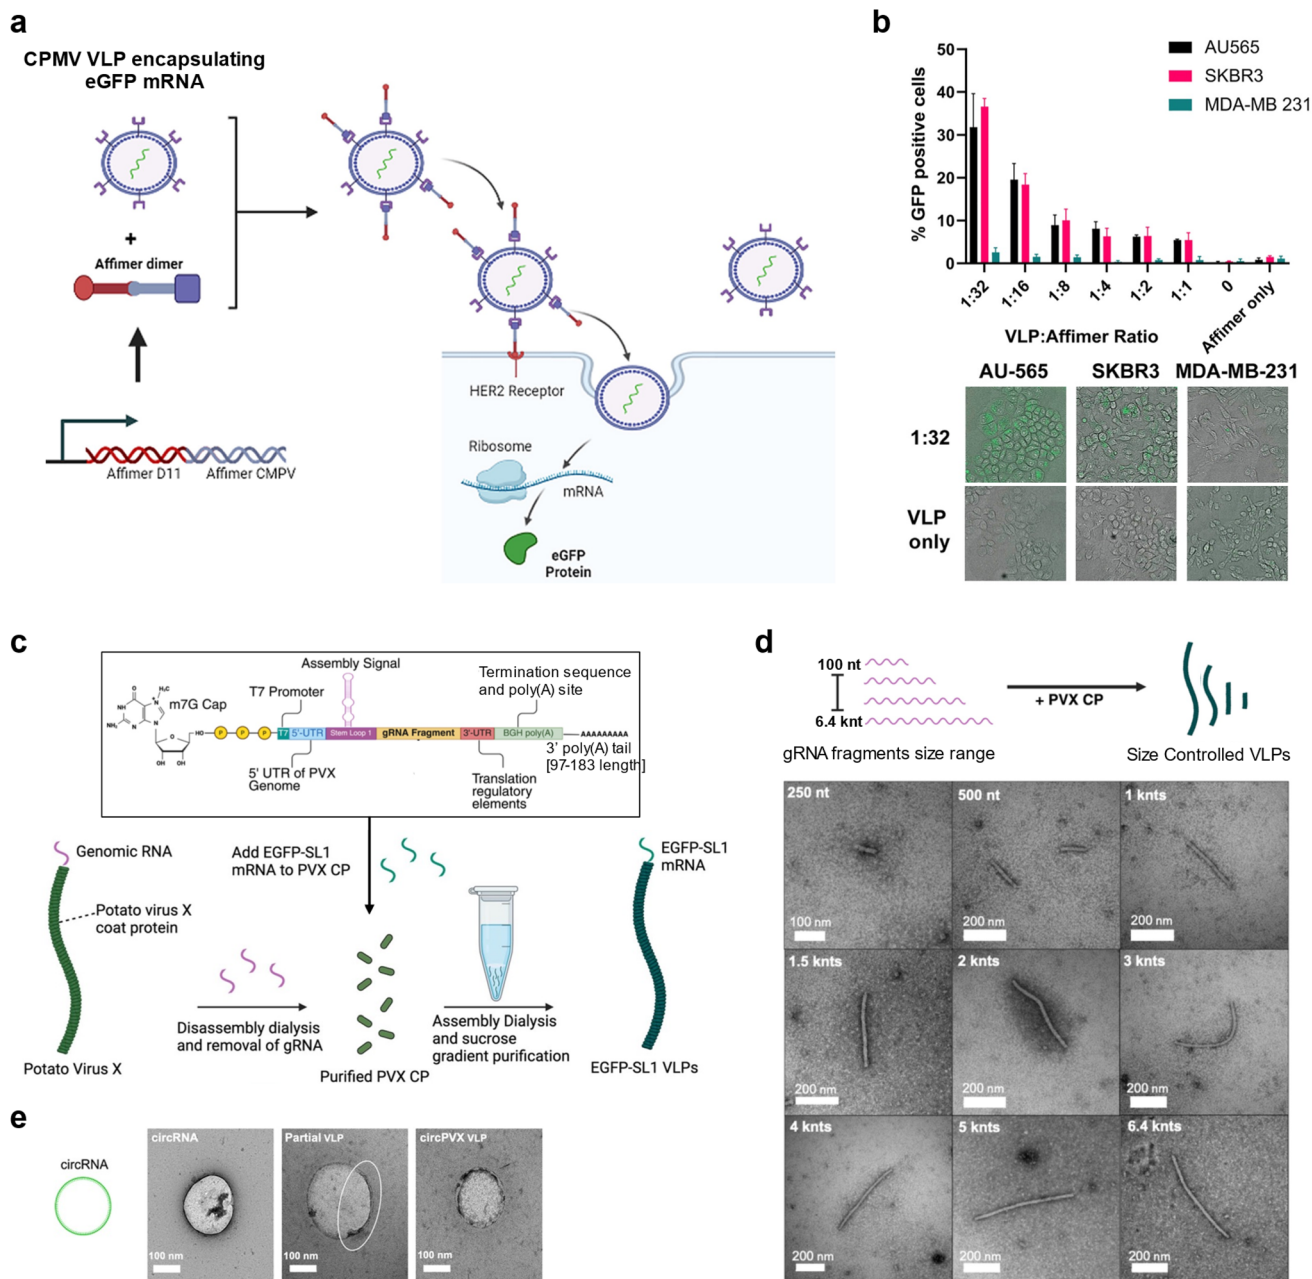 a
CPMV VLP encapsulating
eGFP mRNA
+
Affimer dimer
Affimer D11
Affimer CMPV
HER2 Receptor
Ribosome
mRNA
eGFP
Protein
b
50
40
30
20
10
0
% GFP positive cells
AU565
SKBR3
MDA-MB 231
1:32
1:16
1:8
1:4
1:2
1:1
0
Affimer only
VLP:Affimer Ratio
AU-565
SKBR3
MDA-MB-231
1:32
VLP
only
c
Assembly Signal
Termination sequence
and poly(A) site
T7 Promoter
m7G Cap
O
H₃C
N
N⁺
HN
NH₂
N
N
O
HO
P
P
P
OH
OH
T7
5'-UTR
Stem Loop 1
gRNA Fragment
3'-UTR
BGH poly(A)
AAAAAAAAA
3' poly(A) tail
[97-183 length]
5' UTR of PVX
Genome
Translation
regulatory
elements
Genomic RNA
Add EGFP-SL1
mRNA to PVX CP
EGFP-SL1
mRNA
Potato virus X
coat protein
Disassembly dialysis
and removal of gRNA
Assembly Dialysis
and sucrose
gradient purification
Potato Virus X
Purified PVX CP
EGFP-SL1 VLPs
d
100 nt
6.4 knt
+ PVX CP
gRNA fragments size range
Size Controlled VLPs
250 nt
100 nm
500 nt
200 nm
1 knts
200 nm
1.5 knts
200 nm
2 knts
200 nm
3 knts
200 nm
4 knts
200 nm
5 knts
200 nm
6.4 knts
200 nm
e
circRNA
circRNA
100 nm
Partial VLP
100 nm
circPVX VLP
100 nm